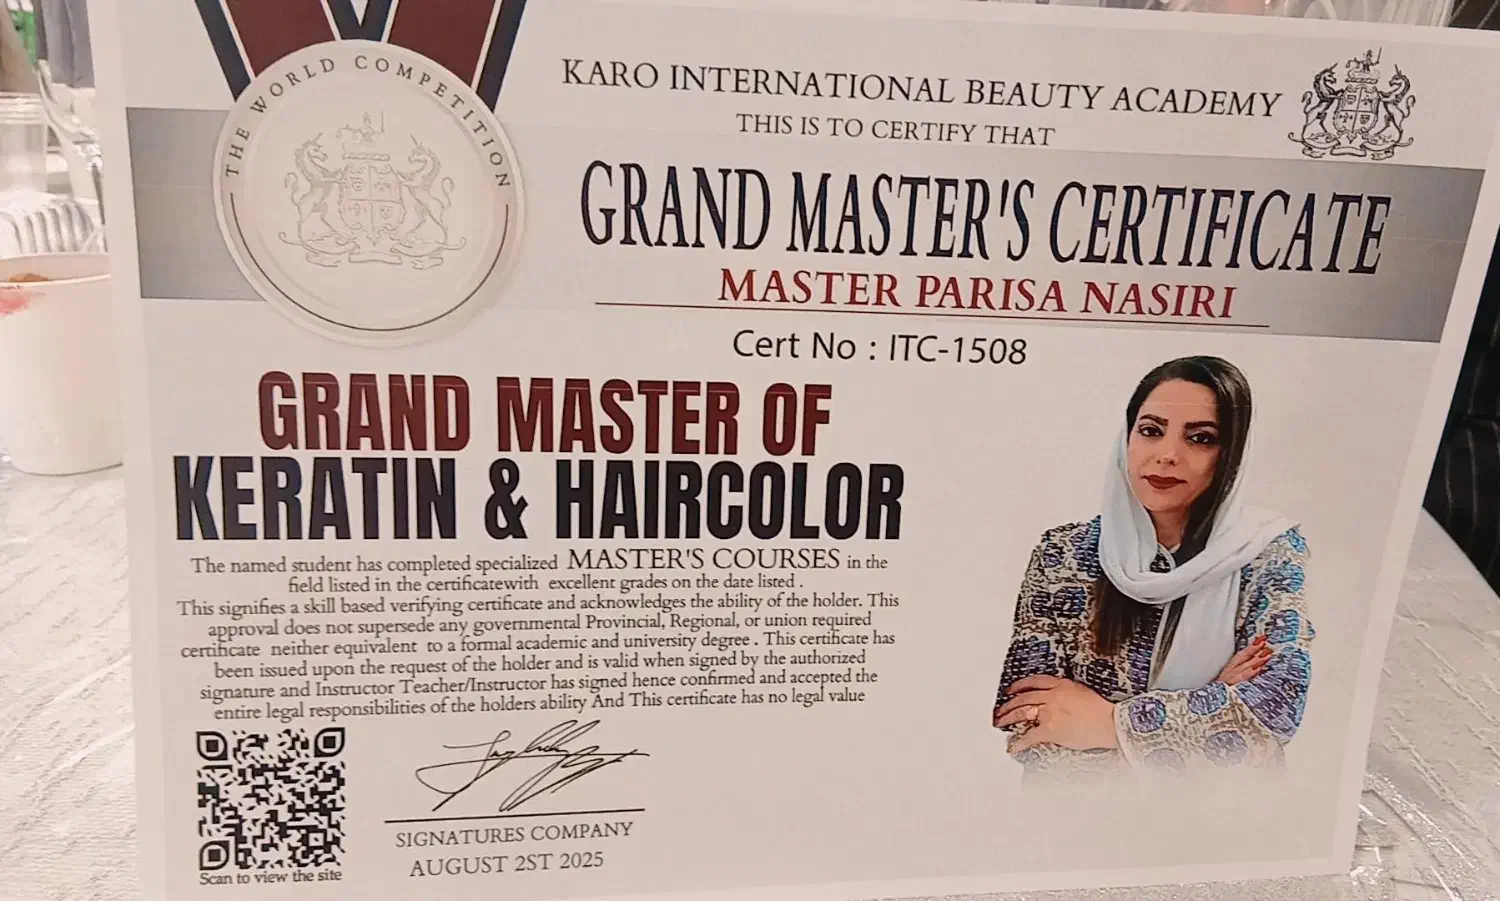 THE WORLD COMPETITION
KARO INTERNATIONAL BEAUTY ACADEMY
THIS IS TO CERTIFY THAT
GRAND MASTER'S CERTIFICATE
MASTER PARISA NASIRI
Cert No : ITC-1508
GRAND MASTER OF
KERATIN & HAIRCOLOR
The named student has completed specialized MASTER'S COURSES in the
field listed in the certificatewith excellent grades on the date listed .
This signifies a skill based verifying certificate and acknowledges the ability of the holder. This
approval does not supersede any governmental Provincial, Regional, or union required
certificate neither equivalent to a formal academic and university degree . This certificate has
been issued upon the request of the holder and is valid when signed by the authorized
signature and Instructor Teacher/Instructor has signed hence confirmed and accepted the
entire legal responsibilities of the holders ability And This certificate has no legal value
Scan to view the site
SIGNATURES COMPANY
AUGUST 2ST 2025